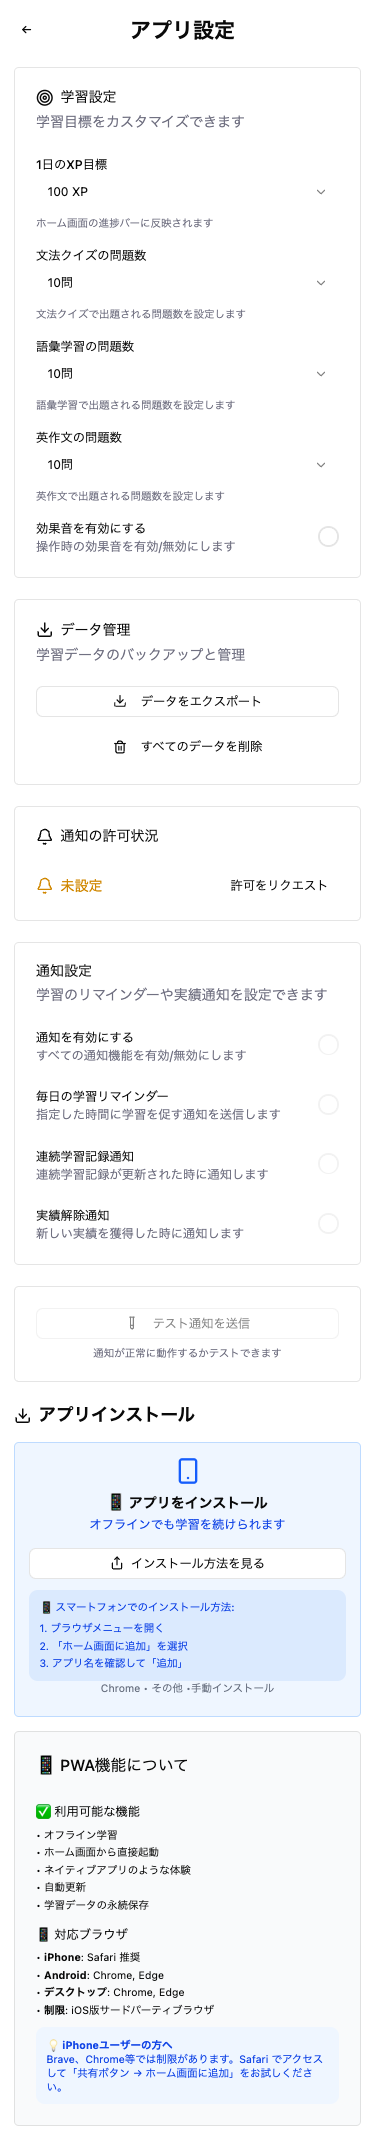 ← アプリ設定
学習設定
学習目標をカスタマイズできます
1日のXP目標
100 XP
ホーム画面の進捗バーに反映されます
文法クイズの問題数
10問
文法クイズで出題される問題数を設定します
語彙学習の問題数
10問
語彙学習で出題される問題数を設定します
英作文の問題数
10問
英作文で出題される問題数を設定します
効果音を有効にする
操作時の効果音を有効/無効にします
データ管理
学習データのバックアップと管理
データをエクスポート
すべてのデータを削除
通知の許可状況
未設定 許可をリクエスト
通知設定
学習のリマインダーや実績通知を設定できます
通知を有効にする
すべての通知機能を有効/無効にします
毎日の学習リマインダー
指定した時間に学習を促す通知を送信します
連続学習記録通知
連続学習記録が更新された時に通知します
実績解除通知
新しい実績を獲得した時に通知します
テスト通知を送信
通知が正常に動作するかテストできます
アプリインストール
📱 アプリをインストール
オフラインでも学習を続けられます
インストール方法を見る
📱 スマートフォンでのインストール方法:
1. ブラウザメニューを開く
2. 「ホーム画面に追加」を選択
3. アプリ名を確認して「追加」
Chrome • その他 •手動インストール
📱 PWA機能について
✅ 利用可能な機能
• オフライン学習
• ホーム画面から直接起動
• ネイティブアプリのような体験
• 自動更新
• 学習データの永続保存
📱 対応ブラウザ
• iPhone: Safari 推奨
• Android: Chrome, Edge
• デスクトップ: Chrome, Edge
• 制限: iOS版サードパーティブラウザ
💡 iPhoneユーザーの方へ
Brave、Chrome等では制限があります。Safari でアクセス
して「共有ボタン → ホーム画面に追加」をお試しくださ
い。